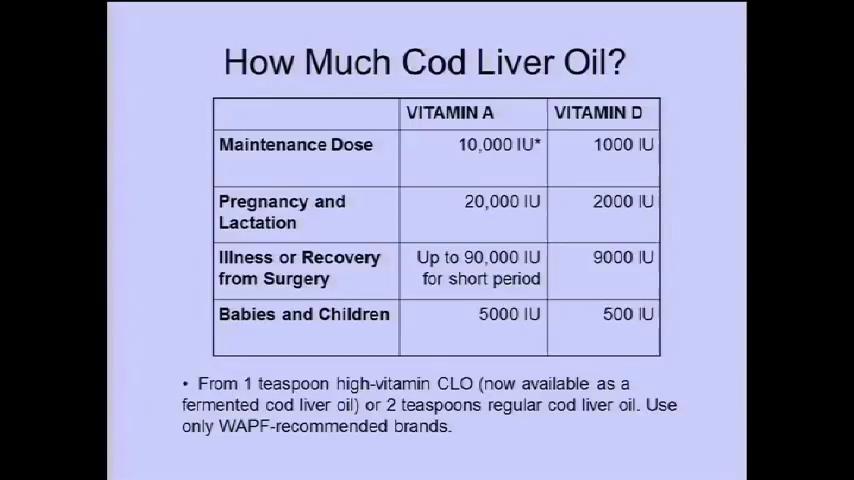 How Much Cod Liver Oil?
VITAMIN A VITAMIN D
Maintenance Dose 10,000 IU* 1000 IU
Pregnancy and 20,000 IU 2000 IU
Lactation
Illness or Recovery Up to 90,000 IU 9000 IU
from Surgery for short period
Babies and Children 5000 IU 500 IU
• From 1 teaspoon high-vitamin CLO (now available as a
fermented cod liver oil) or 2 teaspoons regular cod liver oil. Use
only WAPF-recommended brands.